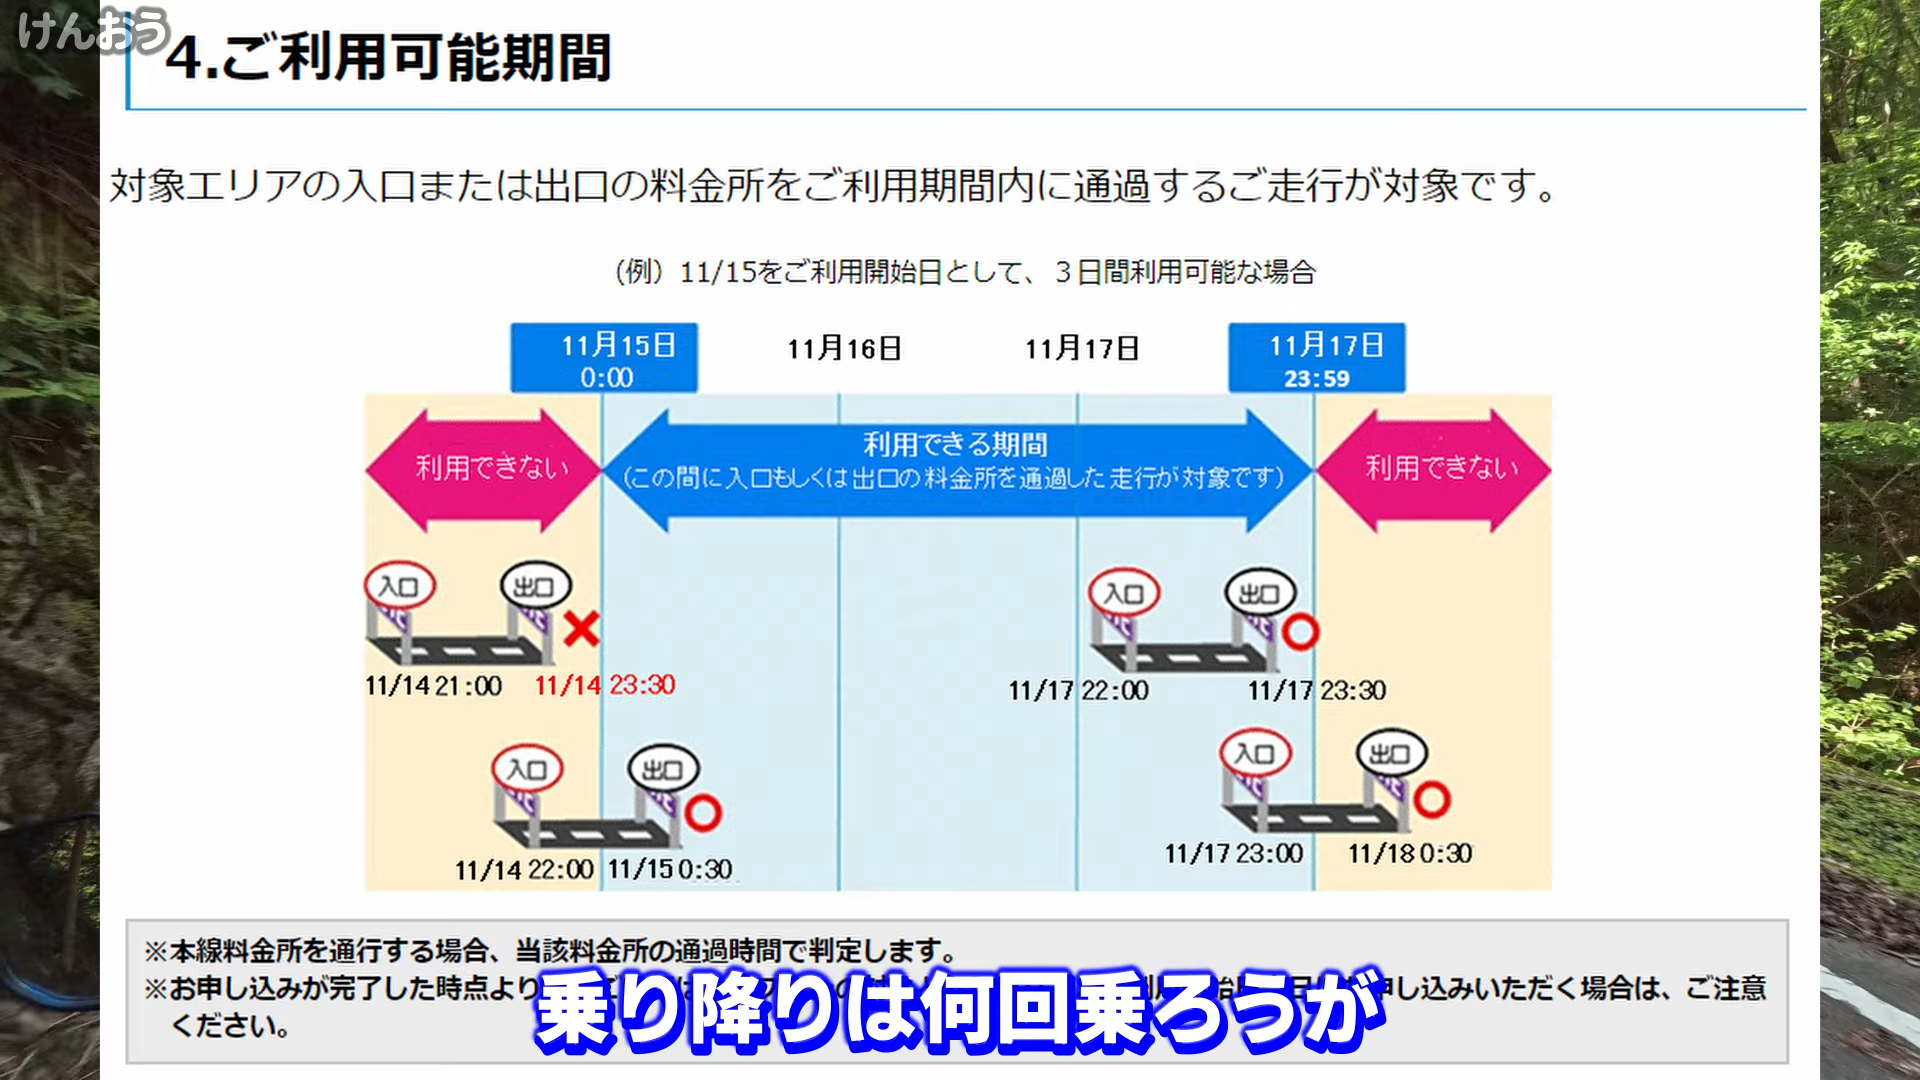 けんおう
4.ご利用可能期間
対象エリアの入口または出口の料金所をご利用期間内に通過するご走行が対象です。
（例）11/15をご利用開始日として、３日間利用可能な場合
11月15日
0:00
11月16日
11月17日
11月17日
23:59
利用できない
利用できる期間
（この間に入口もしくは出口の料金所を通過した走行が対象です）
利用できない
入口
出口
11/14 21:00
11/14 23:30
入口
出口
11/17 22:00
11/17 23:30
入口
出口
11/14 22:00
11/15 0:30
入口
出口
11/17 23:00
11/18 0:30
※本線料金所を通行する場合、当該料金所の通過時間で判定します。
※お申し込みが完了した時点より
申し込みいただく場合は、ご注意
ください。
乗り降りは何回乗ろうが